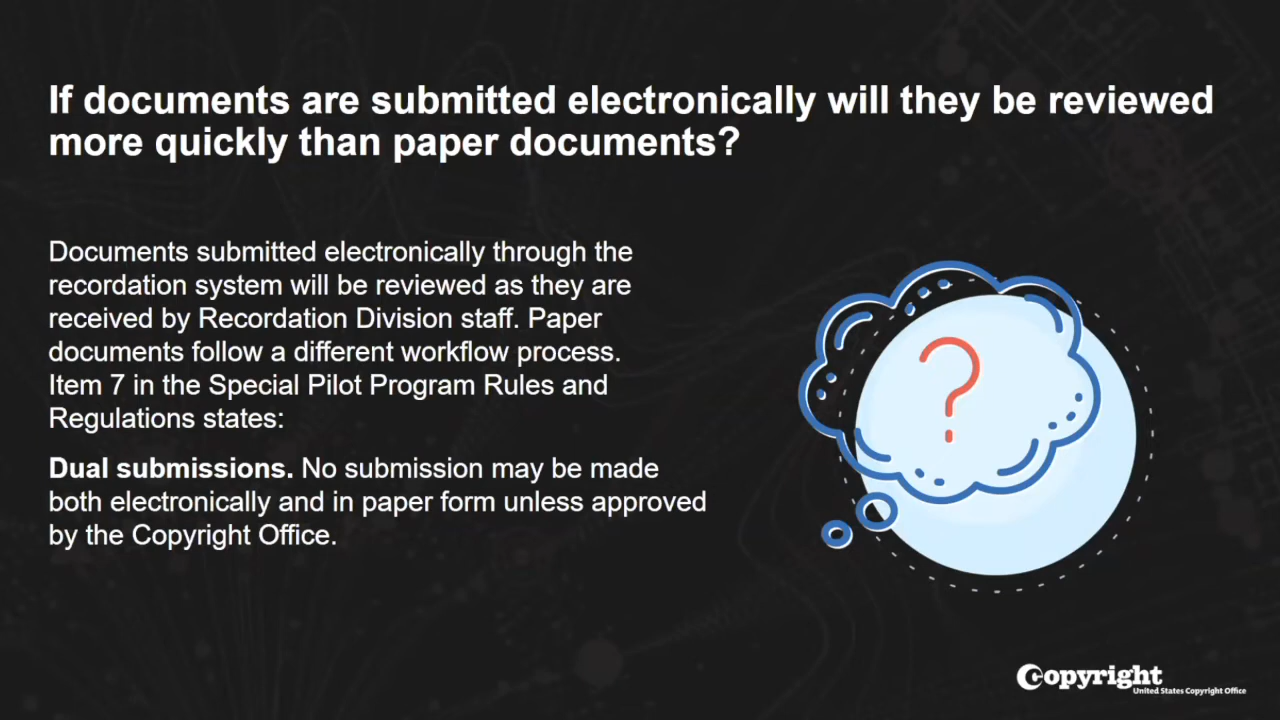 If documents are submitted electronically will they be reviewed
more quickly than paper documents?
Documents submitted electronically through the
recordation system will be reviewed as they are
received by Recordation Division staff. Paper
documents follow a different workflow process.
Item 7 in the Special Pilot Program Rules and
Regulations states:
Dual submissions. No submission may be made
both electronically and in paper form unless approved
by the Copyright Office.
?
Copyright
United States Copyright Office